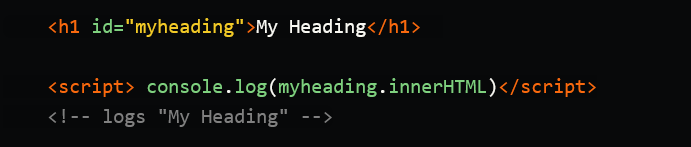 <h1 id="myheading">My Heading</h1>
<script> console.log(myheading.innerHTML)</script>
<!-- logs "My Heading" -->